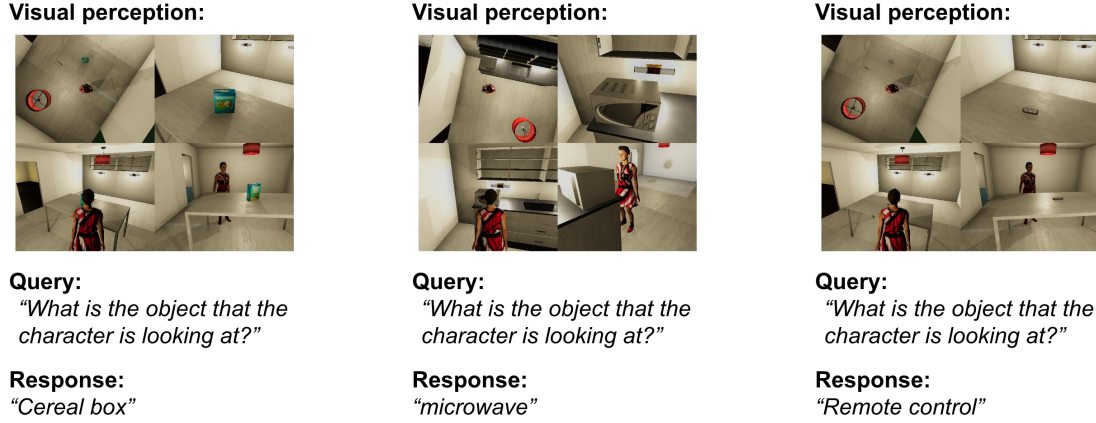 Visual perception:
Query:
“What is the object that the
character is looking at?”
Response:
“Cereal box”
Visual perception:
Query:
“What is the object that the
character is looking at?”
Response:
“microwave”
Visual perception:
Query:
“What is the object that the
character is looking at?”
Response:
“Remote control”